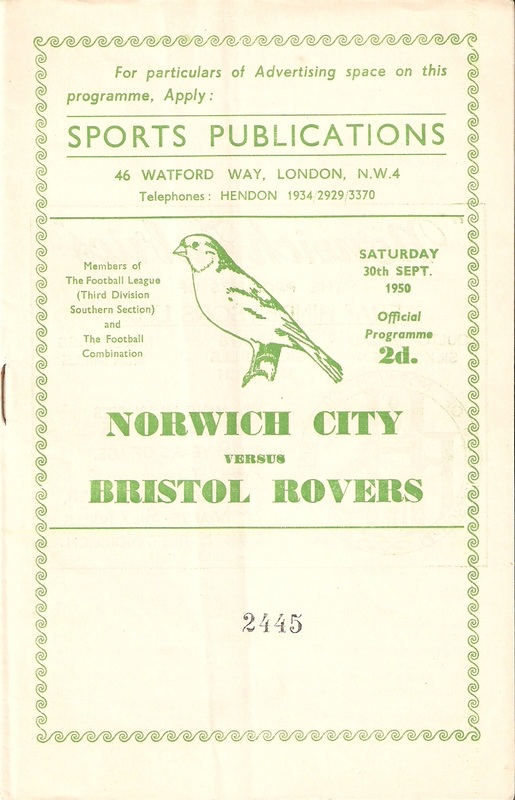 For particulars of Advertising space on this
programme, Apply :
SPORTS PUBLICATIONS
46 WATFORD WAY, LONDON, N.W.4
Telephones : HENDON 1934/2929/3370
Members of
The Football League
(Third Division
Southern Section)
and
The Football
Combination
SATURDAY
30th SEPT.
1950
Official
Programme
2d.
NORWICH CITY
VERSUS
BRISTOL ROVERS
2445